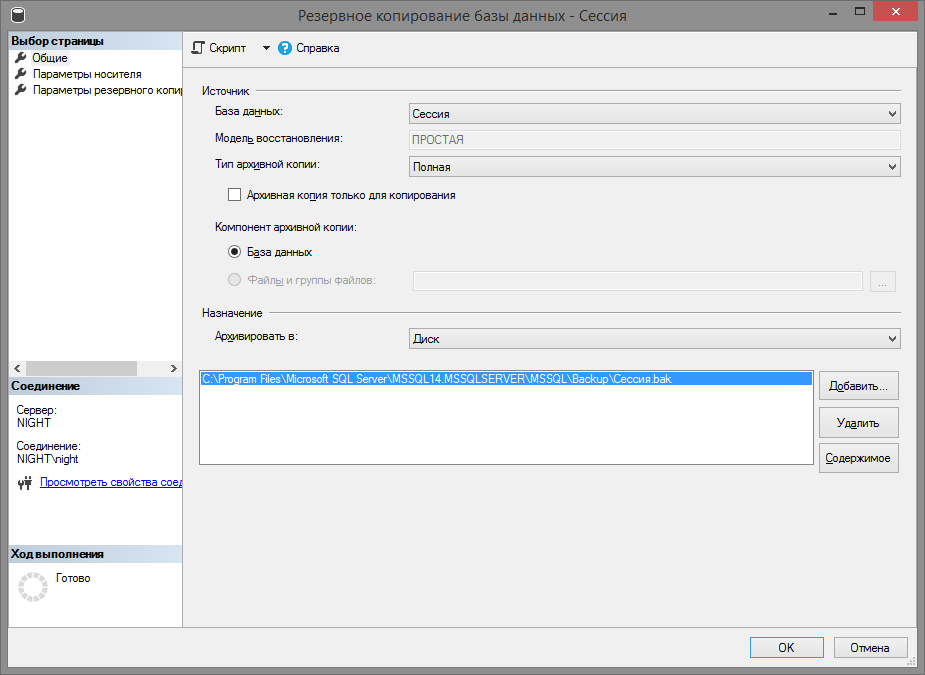 Резервное копирование базы данных - Сессия
Выбор страницы
Общие
Параметры носителя
Параметры резервного копир
Скрипт
Справка
Источник
База данных:
Сессия
Модель восстановления:
ПРОСТАЯ
Тип архивной копии:
Полная
Архивная копия только для копирования
Компонент архивной копии:
База данных
Файлы и группы файлов:
...
Назначение
Архивировать в:
Диск
C:\Program Files\Microsoft SQL Server\MSSQL14.MSSQLSERVER\MSSQL\Backup\Сессия.bak
Добавить...
Удалить
Содержимое
Соединение
Сервер:
NIGHT
Соединение:
NIGHT\night
Просмотреть свойства соед
Ход выполнения
Готово
OK
Отмена